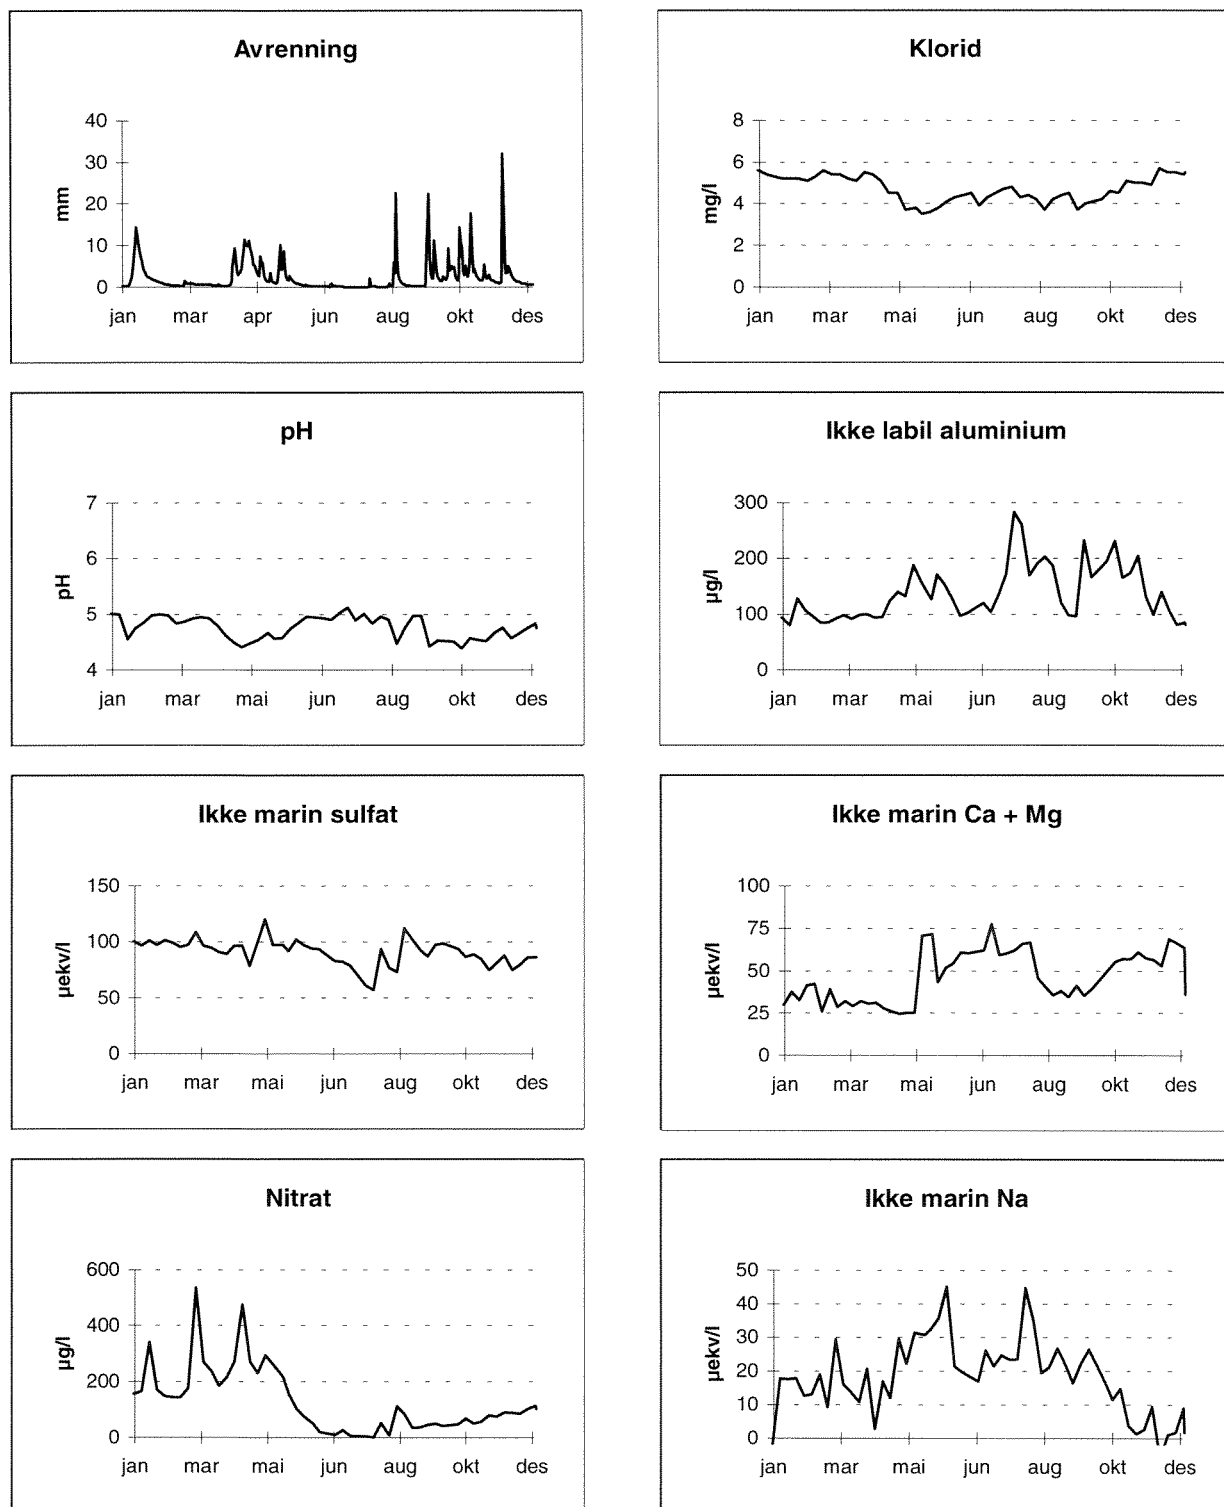 Avrenning
mm
40
30
20
10
0
jan mar apr jun aug okt des
Klorid
mg/l
8
6
4
2
0
jan mar mai jun aug okt des
pH
pH
7
6
5
4
jan mar mai jun aug okt des
Ikke labil aluminium
µg/l
300
200
100
0
jan mar mai jun aug okt des
Ikke marin sulfat
µekv/l
150
100
50
0
jan mar mai jun aug okt des
Ikke marin Ca + Mg
µekv/l
100
75
50
25
0
jan mar mai jun aug okt des
Nitrat
µg/l
600
400
200
0
jan mar mai jun aug okt des
Ikke marin Na
µekv/l
50
40
30
20
10
0
jan mar mai jun aug okt des